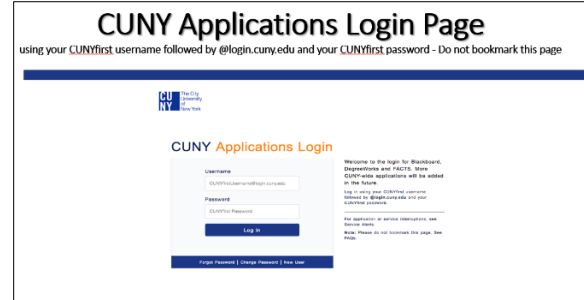 CUNY Applications Login Page
using your CUNYfirst username followed by @login.cuny.edu and your CUNYfirst password - Do not bookmark this page
CU
NY
The City
University
of
New York
CUNY Applications Login
Username
CUNYfirstUsername@login.cuny.edu
Password
CUNYfirst Password
Log in
Forgot Password | Change Password | New User
Welcome to the login for Blackboard,
DegreeWorks and FACTS. More
CUNY-wide applications will be added
in the future.
Log in using your CUNYfirst username
followed by @login.cuny.edu and your
CUNYfirst password.
For application or service interruptions, see
Service Alerts.
Note: Please do not bookmark this page. See
FAQs.